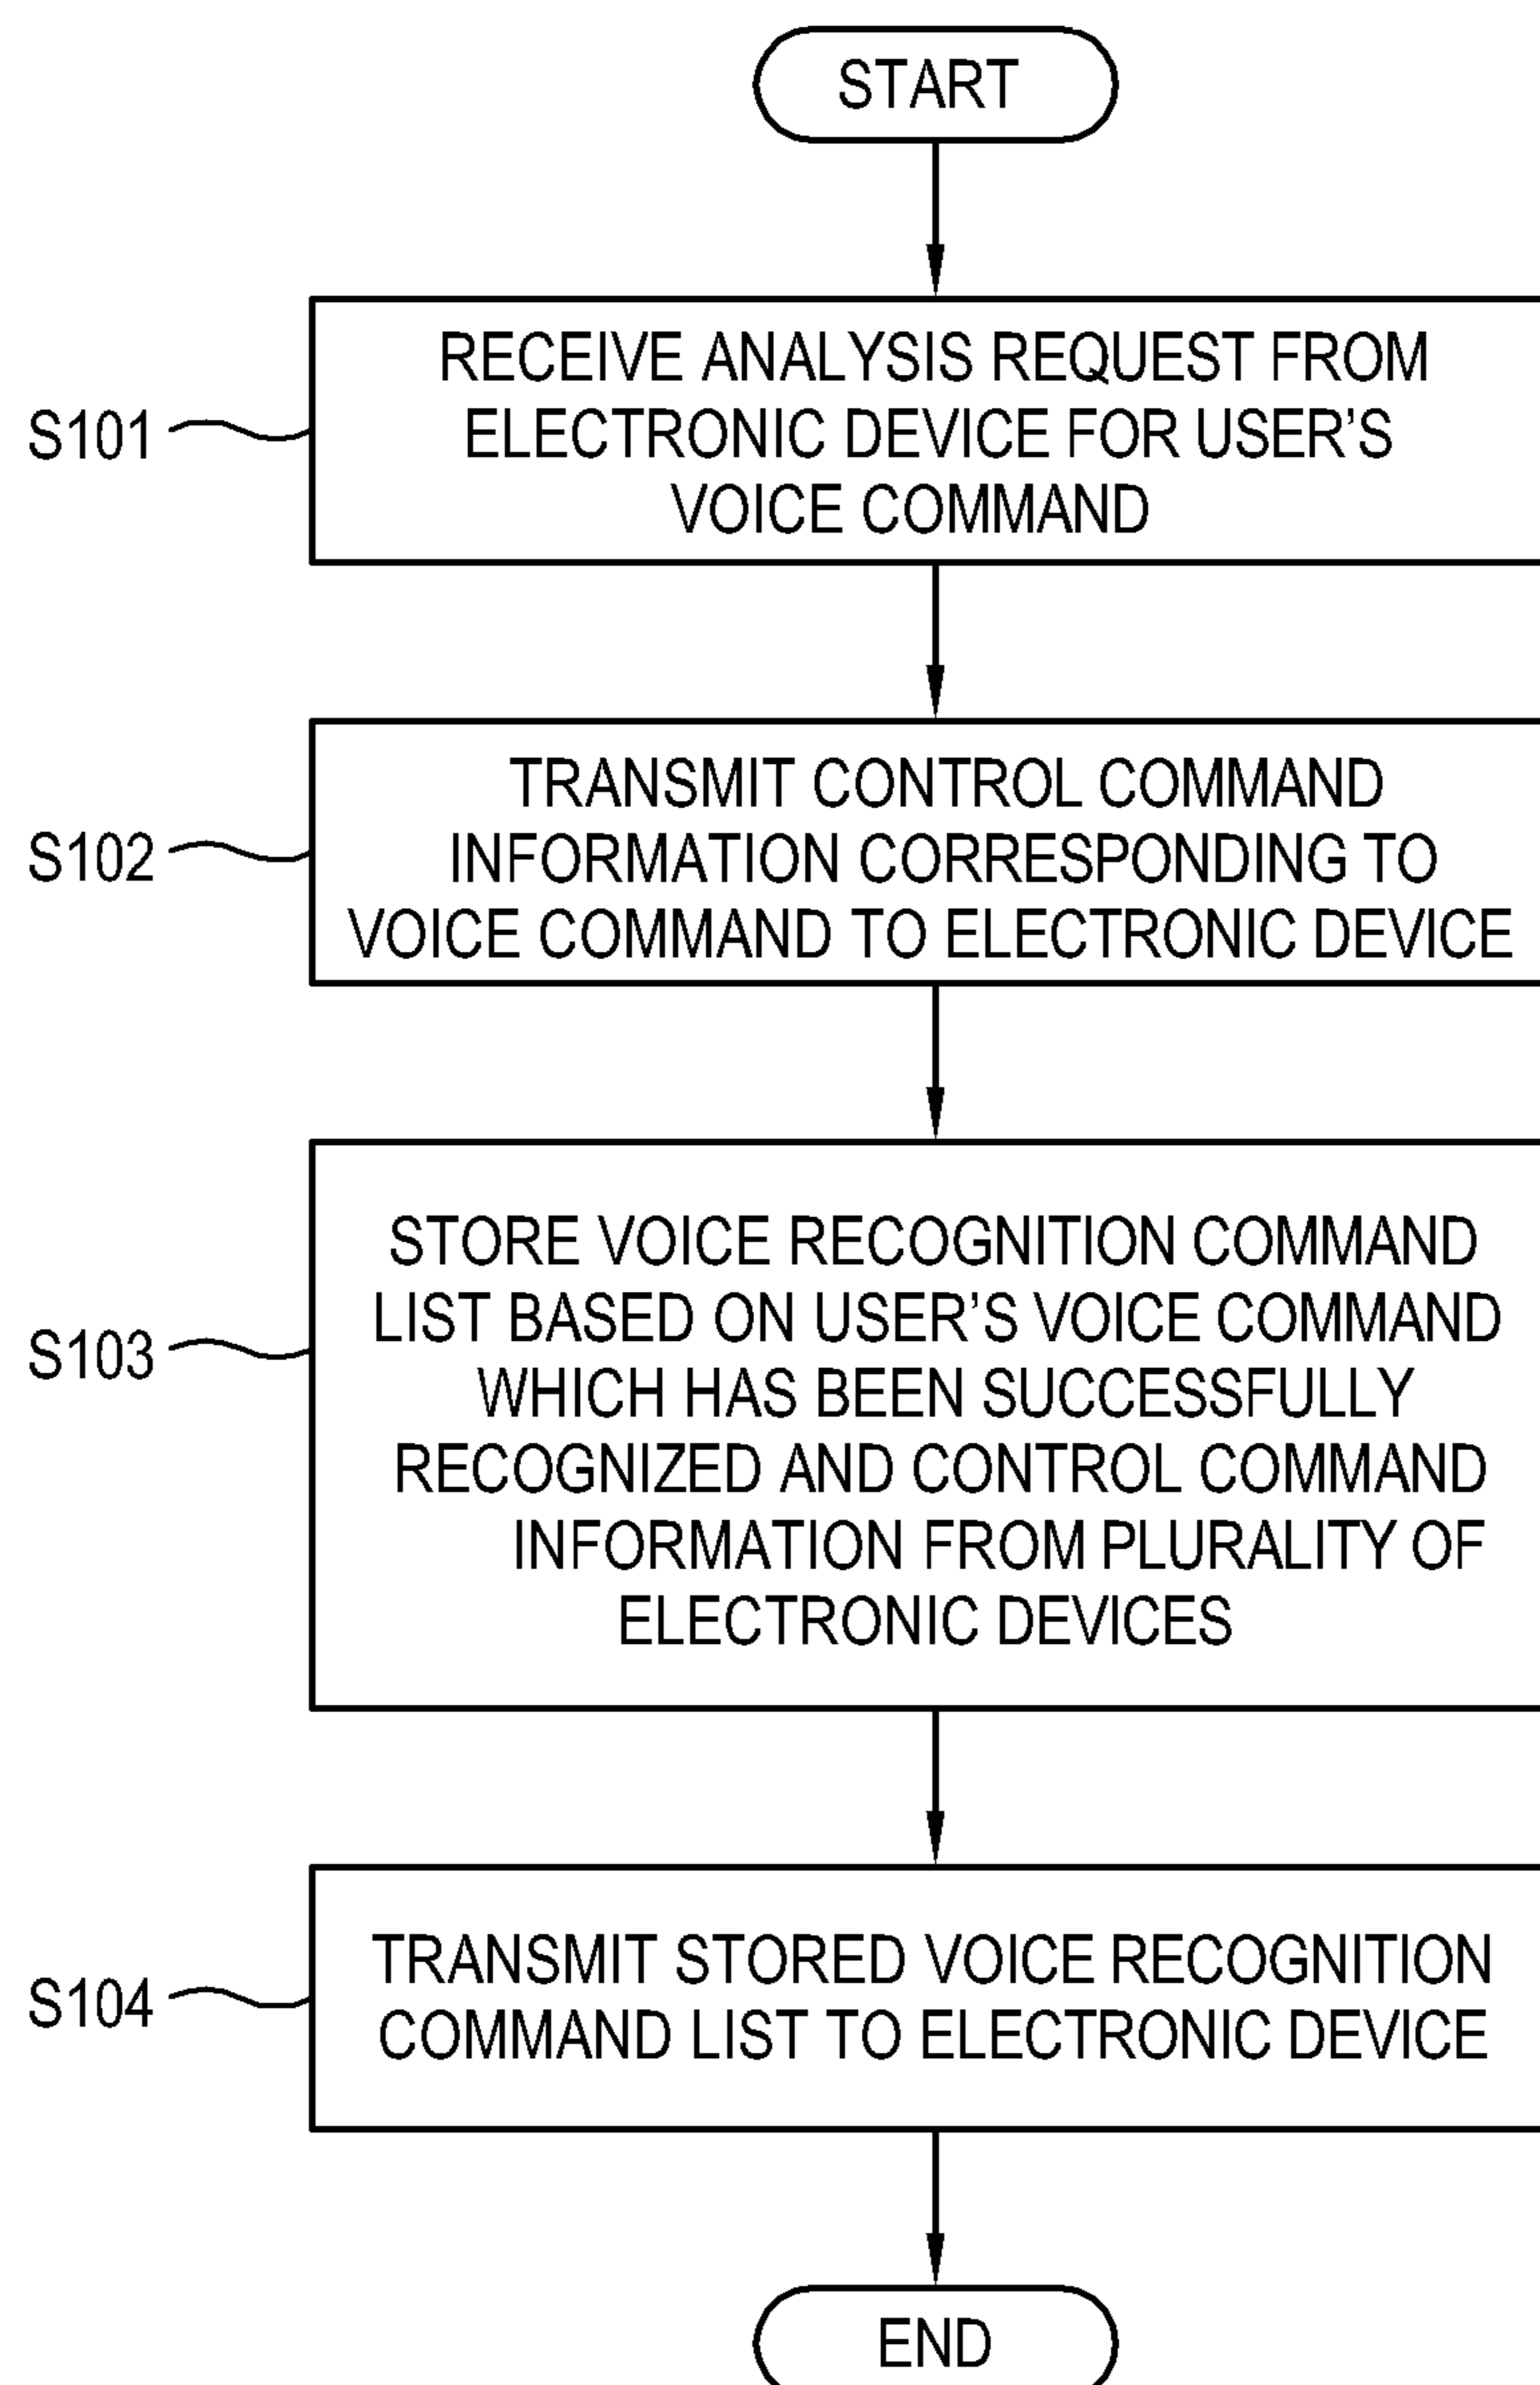 START
S101
RECEIVE ANALYSIS REQUEST FROM
ELECTRONIC DEVICE FOR USER'S
VOICE COMMAND
S102
TRANSMIT CONTROL COMMAND
INFORMATION CORRESPONDING TO
VOICE COMMAND TO ELECTRONIC DEVICE
S103
STORE VOICE RECOGNITION COMMAND
LIST BASED ON USER'S VOICE COMMAND
WHICH HAS BEEN SUCCESSFULLY
RECOGNIZED AND CONTROL COMMAND
INFORMATION FROM PLURALITY OF
ELECTRONIC DEVICES
S104
TRANSMIT STORED VOICE RECOGNITION
COMMAND LIST TO ELECTRONIC DEVICE
END